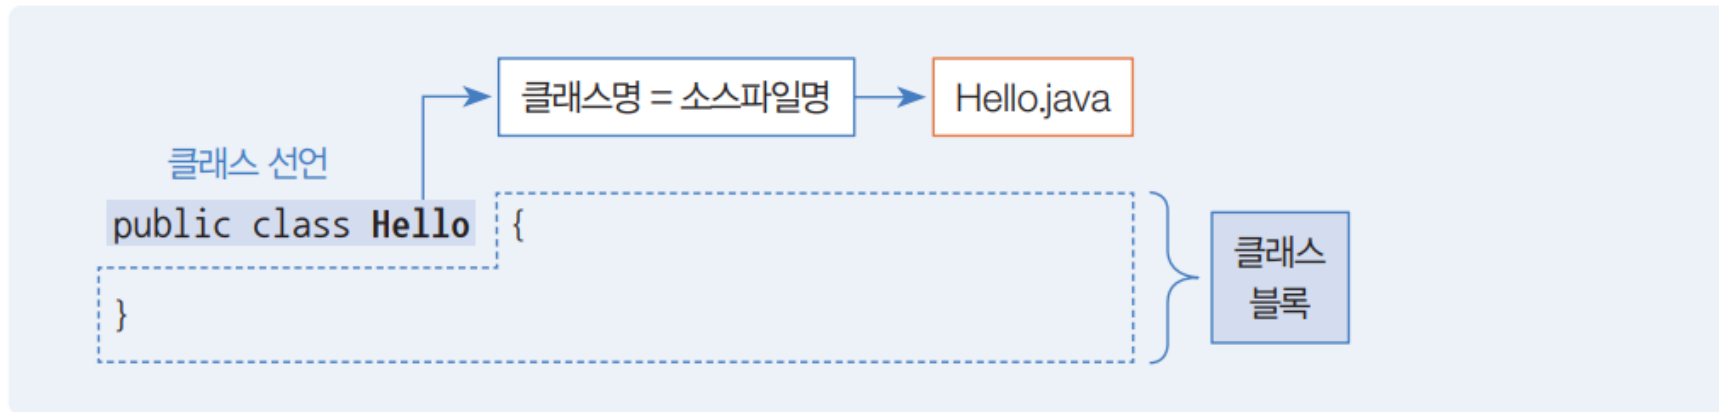 클래스명 = 소스파일명
Hello.java
클래스 선언
public class Hello {
클래스
블록
}